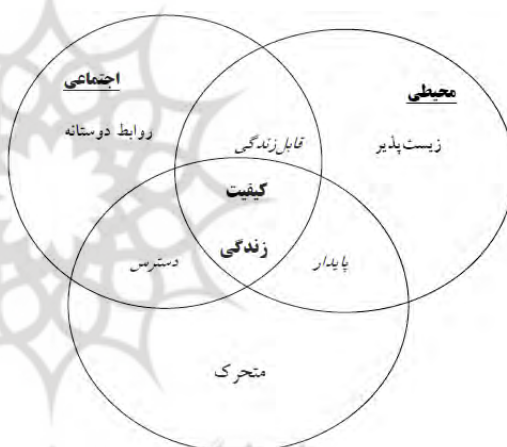 اجتماعی
محیطی
روابط دوستانه
قابل‌زندگی
زیست‌پذیر
کیفیت
زندگی
دسترس
پایدار
متحرک